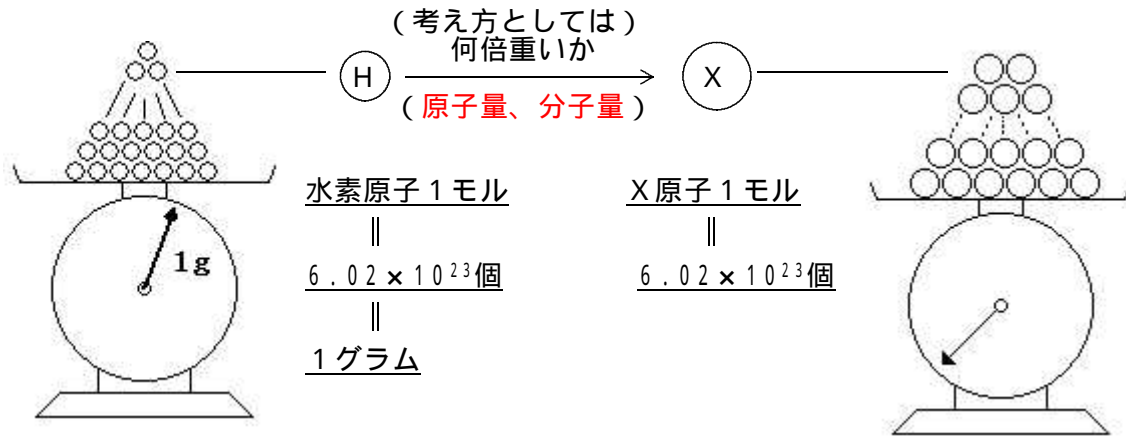 (考え方としては)
何倍重いか
H
X
(原子量、分子量)
1g
水素原子1モル
∥
6.02×10²³個
∥
1グラム
X原子1モル
∥
6.02×10²³個